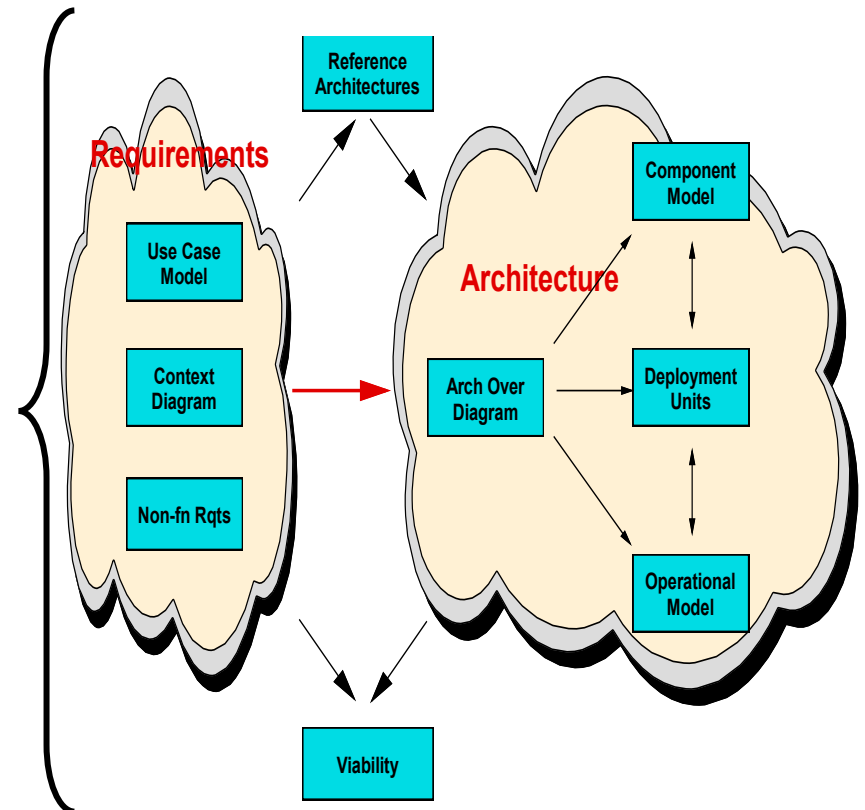 Reference
Architectures
Requirements
Use Case
Model
Context
Diagram
Non-fn Rqts
Architecture
Component
Model
Arch Over
Diagram
Deployment
Units
Operational
Model
Viability